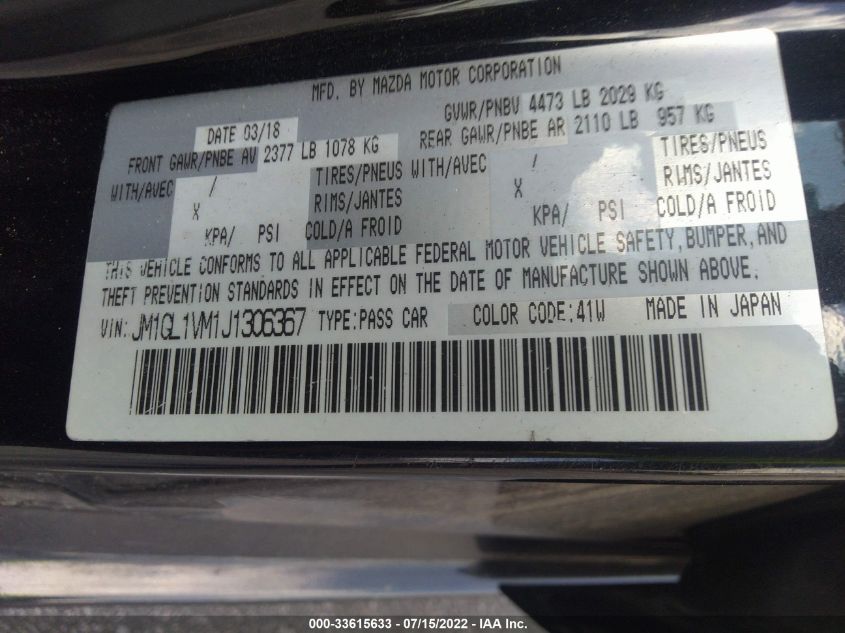 MFD. BY MAZDA MOTOR CORPORATION
DATE 03/18 GVWR/PNBV 4473 LB 2029 KG
FRONT GAWR/PNBE AV 2377 LB 1078 KG REAR GAWR/PNBE AR 2110 LB 957 KG
WITH/AVEC / TIRES/PNEUS WITH/AVEC / TIRES/PNEUS
X RIMS/JANTES X RIMS/JANTES
KPA/ PSI COLD/A FROID KPA/ PSI COLD/A FROID
THIS VEHICLE CONFORMS TO ALL APPLICABLE FEDERAL MOTOR VEHICLE SAFETY, BUMPER, AND
THEFT PREVENTION STANDARDS IN EFFECT ON THE DATE OF MANUFACTURE SHOWN ABOVE.
VIN: JM1GL1VM1J1306367 TYPE:PASS CAR COLOR CODE:41W MADE IN JAPAN
000-33615633 - 07/15/2022 - IAA Inc.